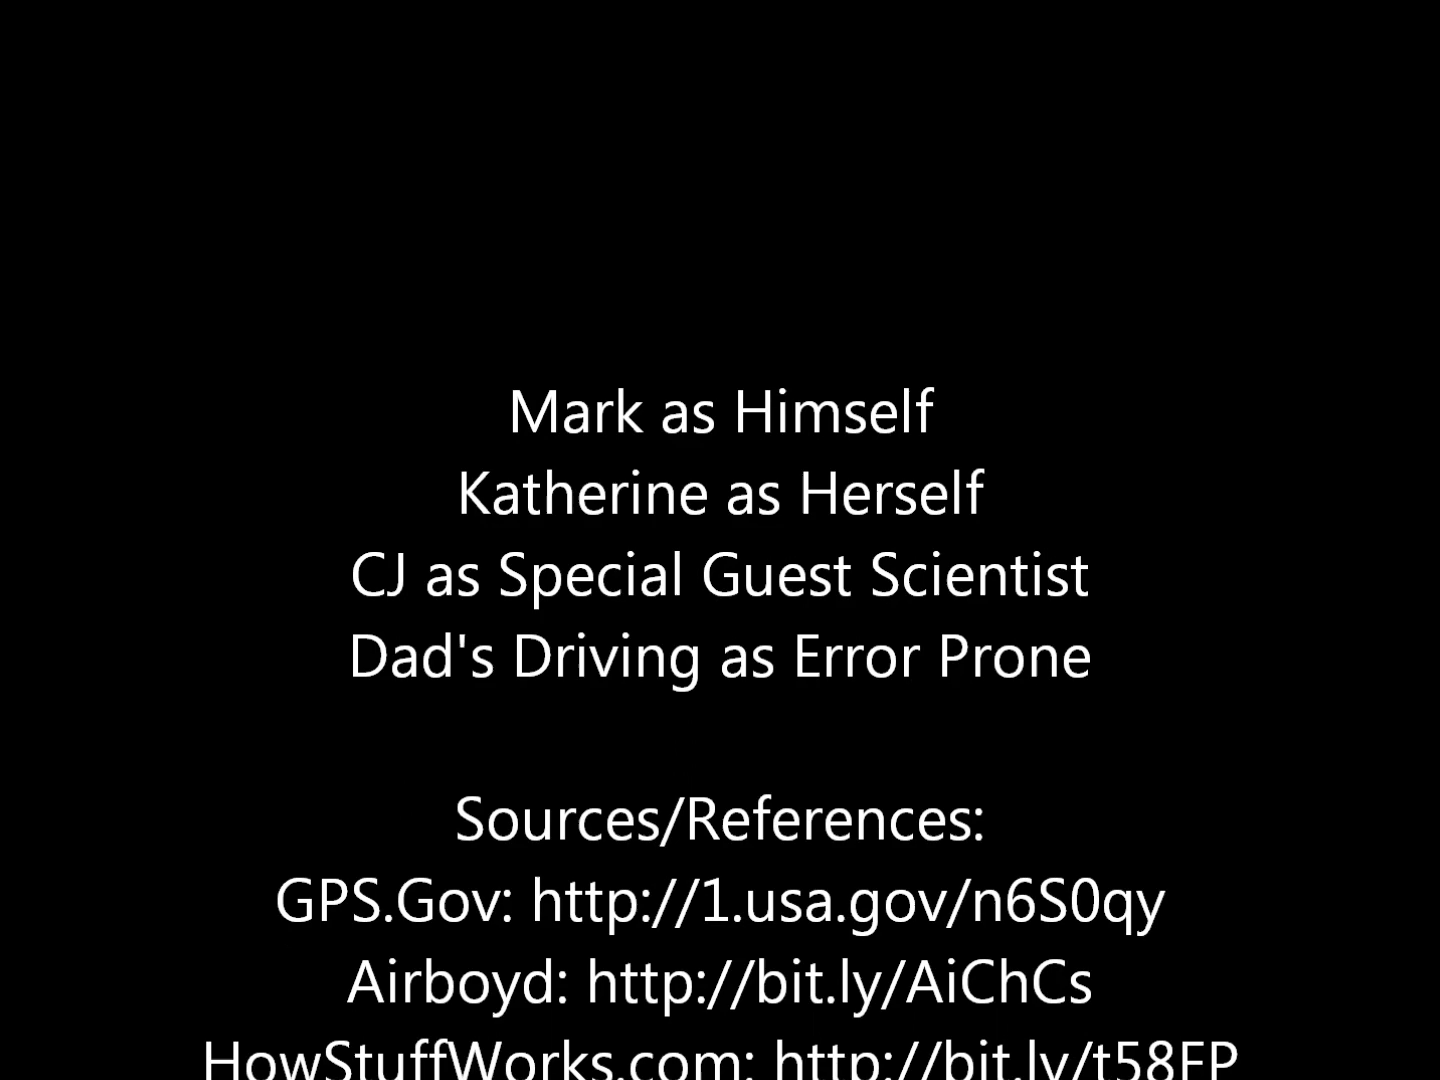 Mark as Himself
Katherine as Herself
CJ as Special Guest Scientist
Dad's Driving as Error Prone
Sources/References:
GPS.Gov: http://1.usa.gov/n6S0qy
Airboyd: http://bit.ly/AiChCs
HowStuffWorks.com: http://bit.ly/t58FP